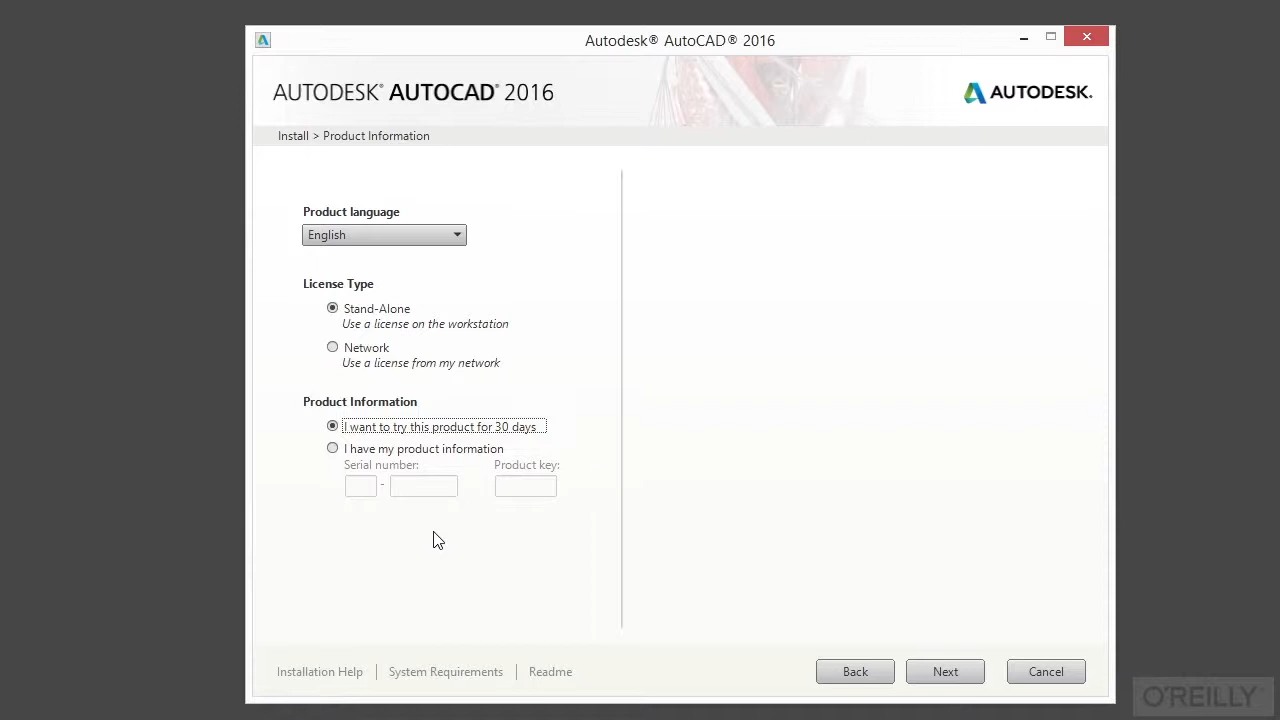 Autodesk® AutoCAD® 2016
AUTODESK® AUTOCAD® 2016
AUTODESK.
Install > Product Information
Product language
English
License Type
Stand-Alone
Use a license on the workstation
Network
Use a license from my network
Product Information
I want to try this product for 30 days
I have my product information
Serial number: Product key:
-
Installation Help System Requirements Readme
Back Next Cancel
O'REILLY